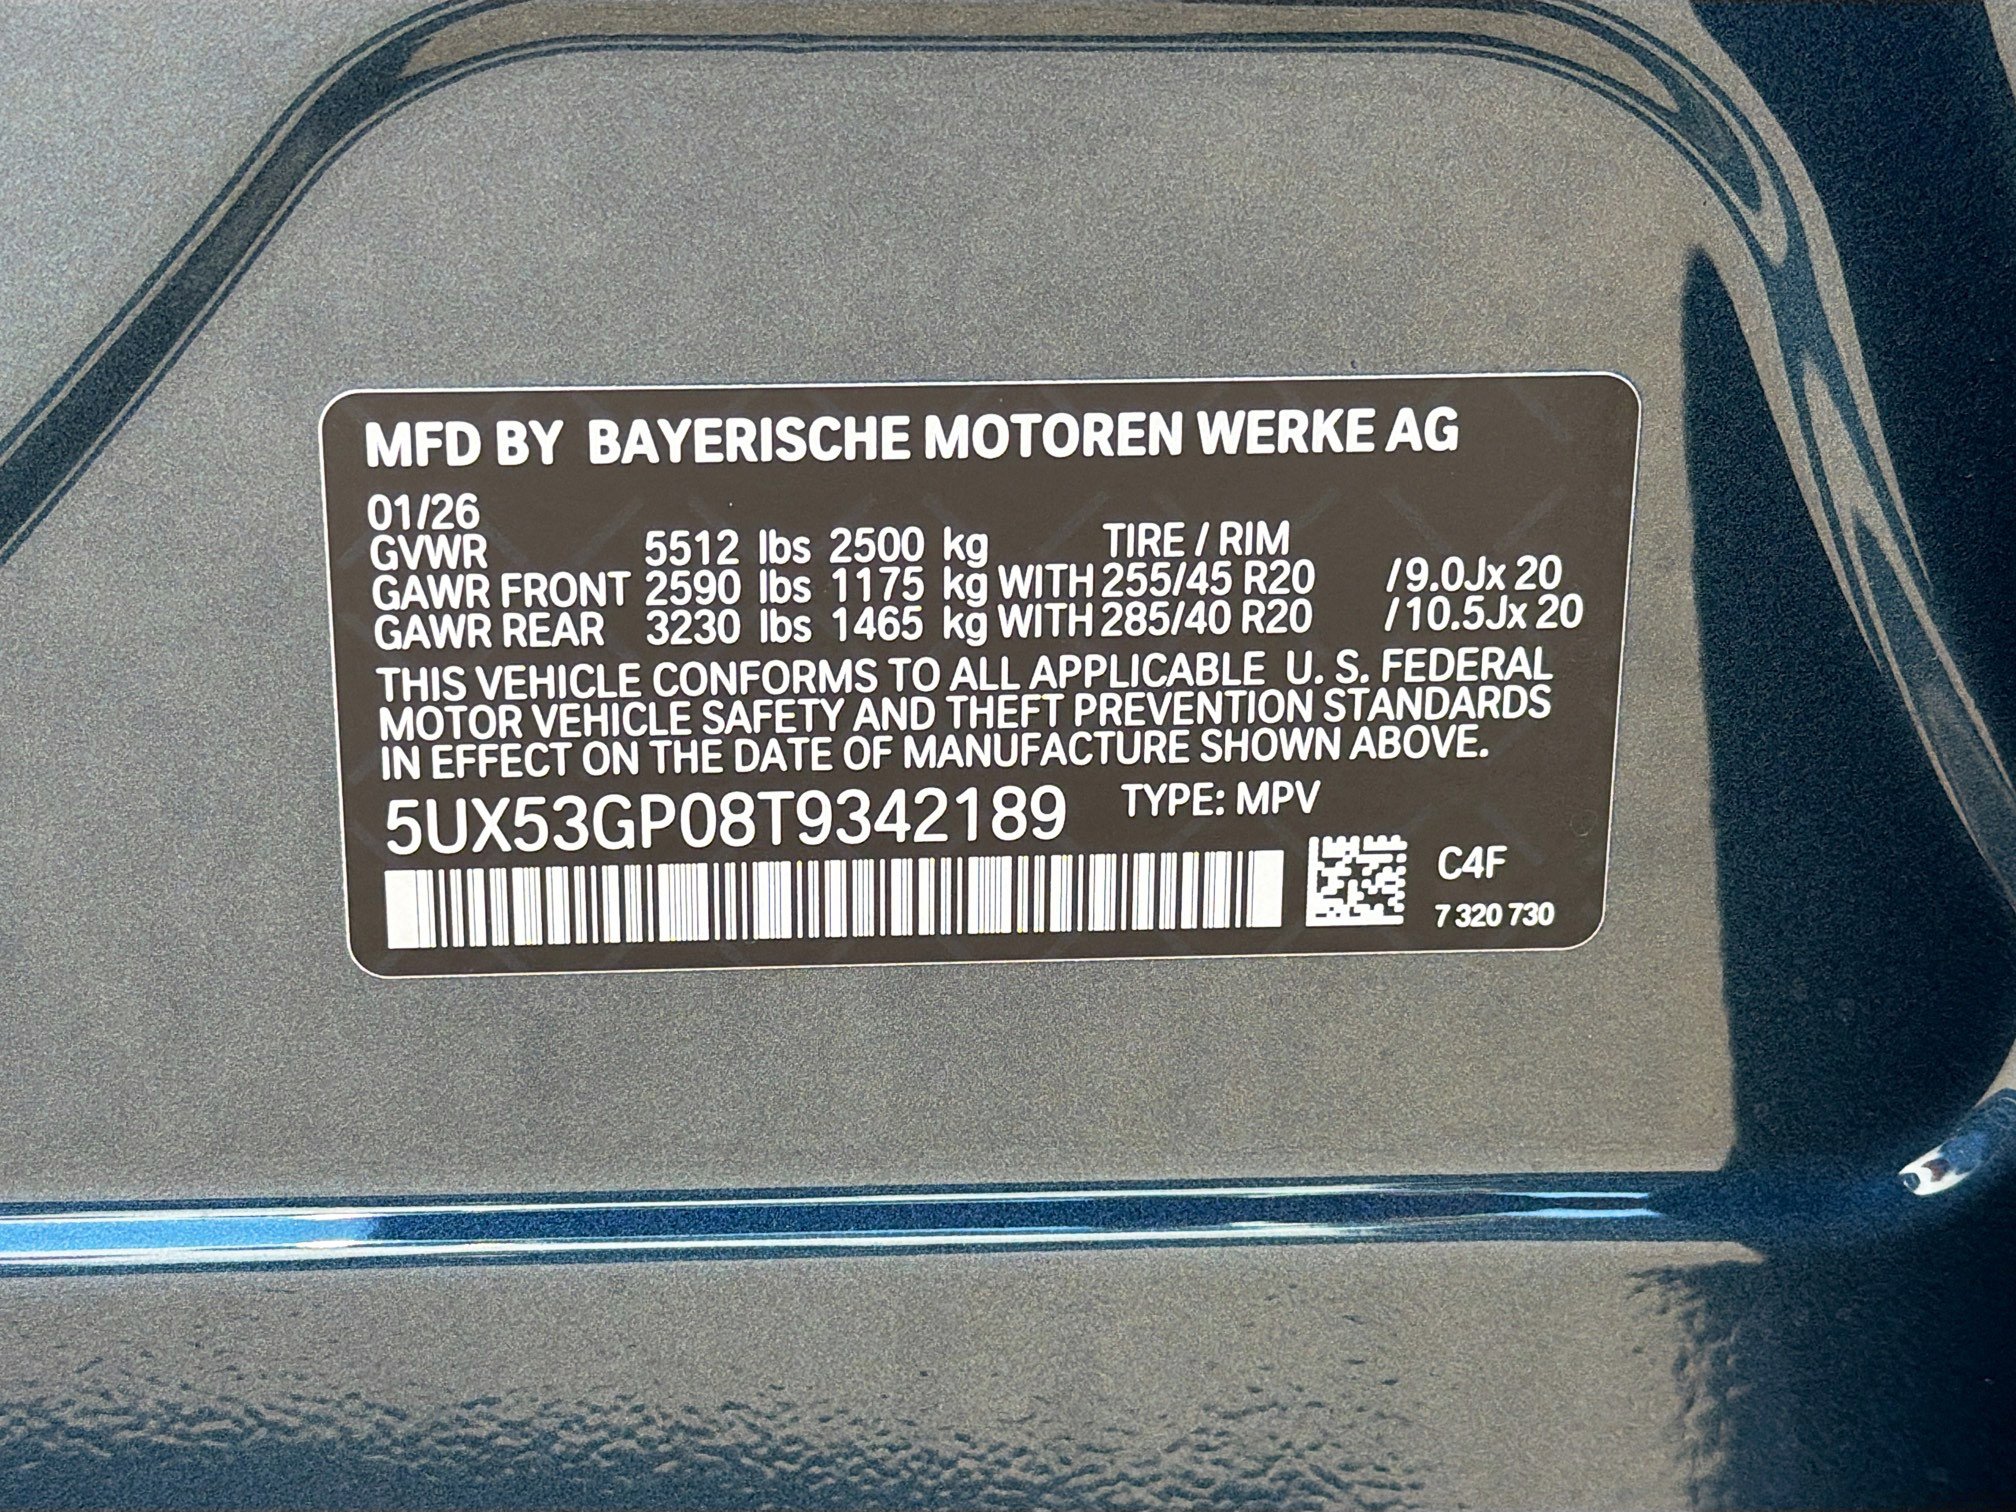 MFD BY BAYERISCHE MOTOREN WERKE AG
01/26
GVWR 5512 lbs 2500 kg TIRE / RIM
GAWR FRONT 2590 lbs 1175 kg WITH 255/45 R20 /9.0Jx 20
GAWR REAR 3230 lbs 1465 kg WITH 285/40 R20 /10.5Jx 20
THIS VEHICLE CONFORMS TO ALL APPLICABLE U. S. FEDERAL
MOTOR VEHICLE SAFETY AND THEFT PREVENTION STANDARDS
IN EFFECT ON THE DATE OF MANUFACTURE SHOWN ABOVE.
5UX53GP08T9342189 TYPE: MPV
C4F
7 320 730